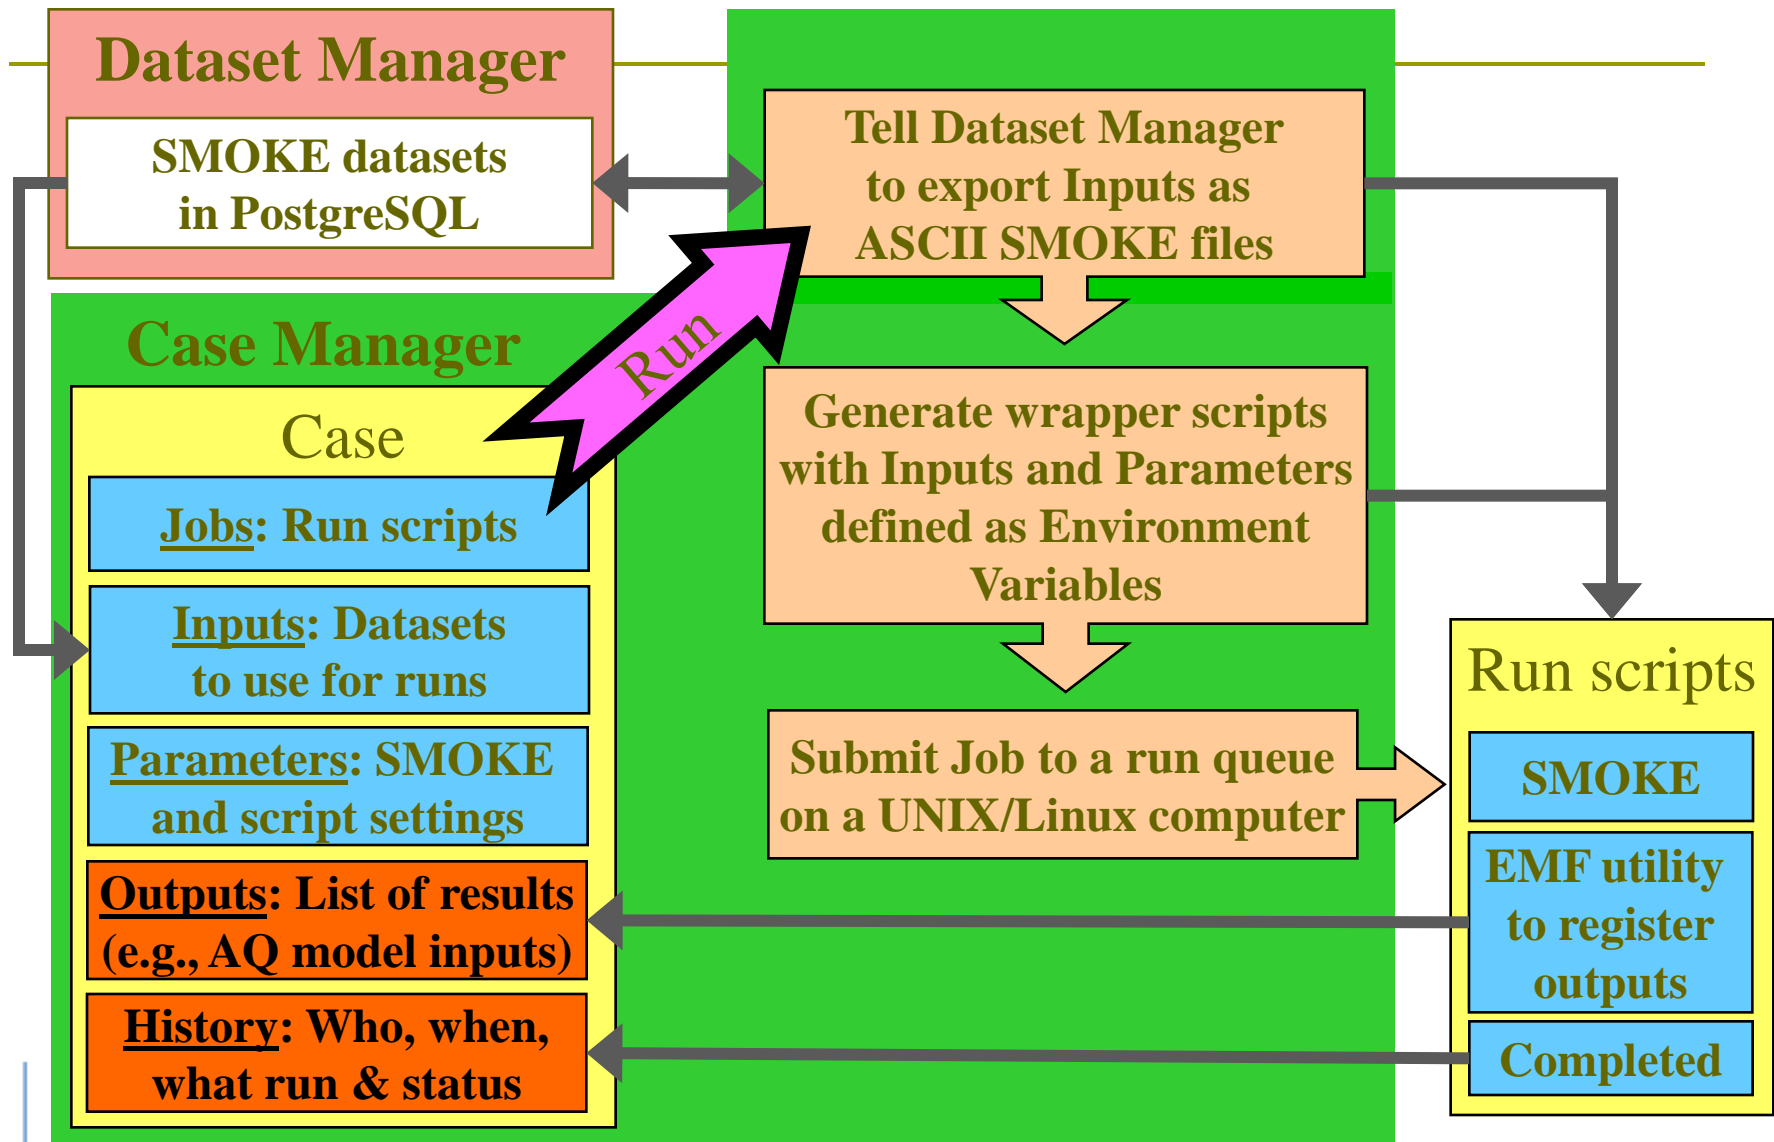 Dataset Manager
SMOKE datasets
in PostgreSQL
Tell Dataset Manager
to export Inputs as
ASCII SMOKE files
Run
Case Manager
Case
Jobs: Run scripts
Inputs: Datasets
to use for runs
Parameters: SMOKE
and script settings
Outputs: List of results
(e.g., AQ model inputs)
History: Who, when,
what run & status
Generate wrapper scripts
with Inputs and Parameters
defined as Environment
Variables
Submit Job to a run queue
on a UNIX/Linux computer
Run scripts
SMOKE
EMF utility
to register
outputs
Completed